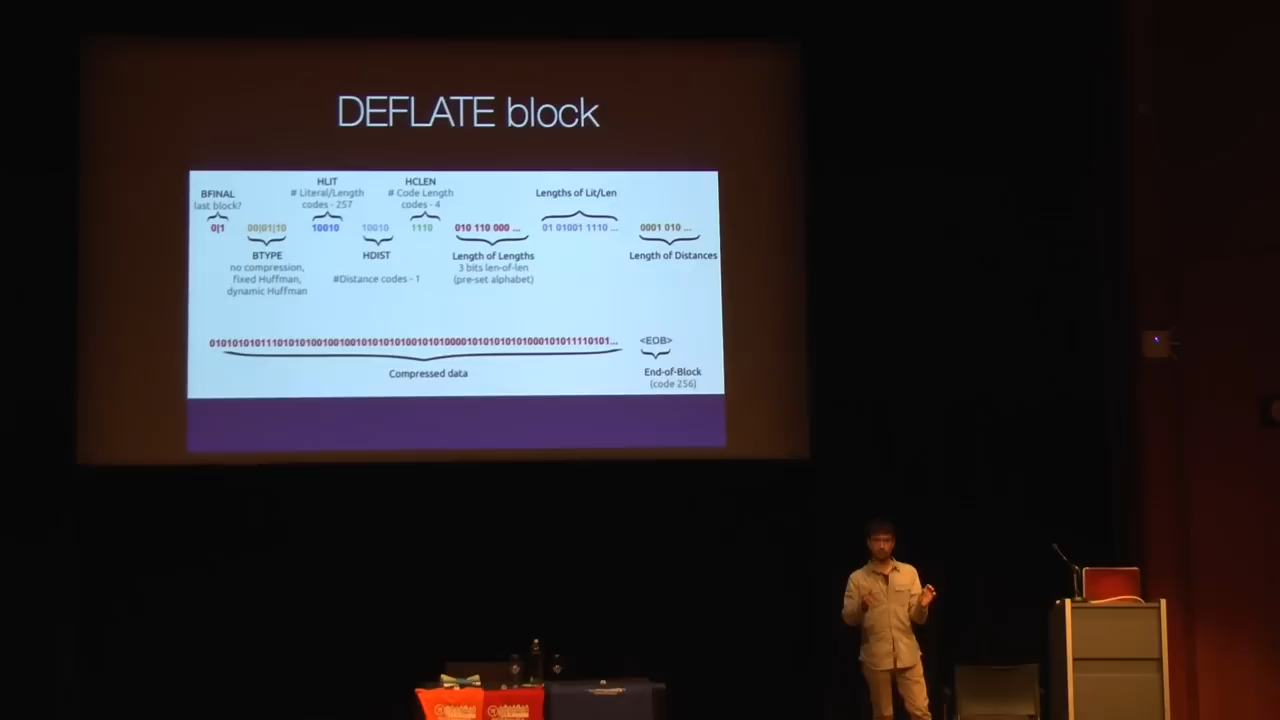 DEFLATE block
BFINAL
last block?
0|1
00|01|10
BTYPE
no compression,
fixed Huffman,
dynamic Huffman
HLIT
# Literal/Length
codes - 257
10010
10010
HDIST
#Distance codes - 1
HCLEN
# Code Length
codes - 4
1110
010 110 000 ...
Length of Lengths
3 bits len-of-len
(pre-set alphabet)
Lengths of Lit/Len
01 01001 1110 ...
0001 010 ...
Length of Distances
Compressed data
<EOB>
End-of-Block
(code 256)